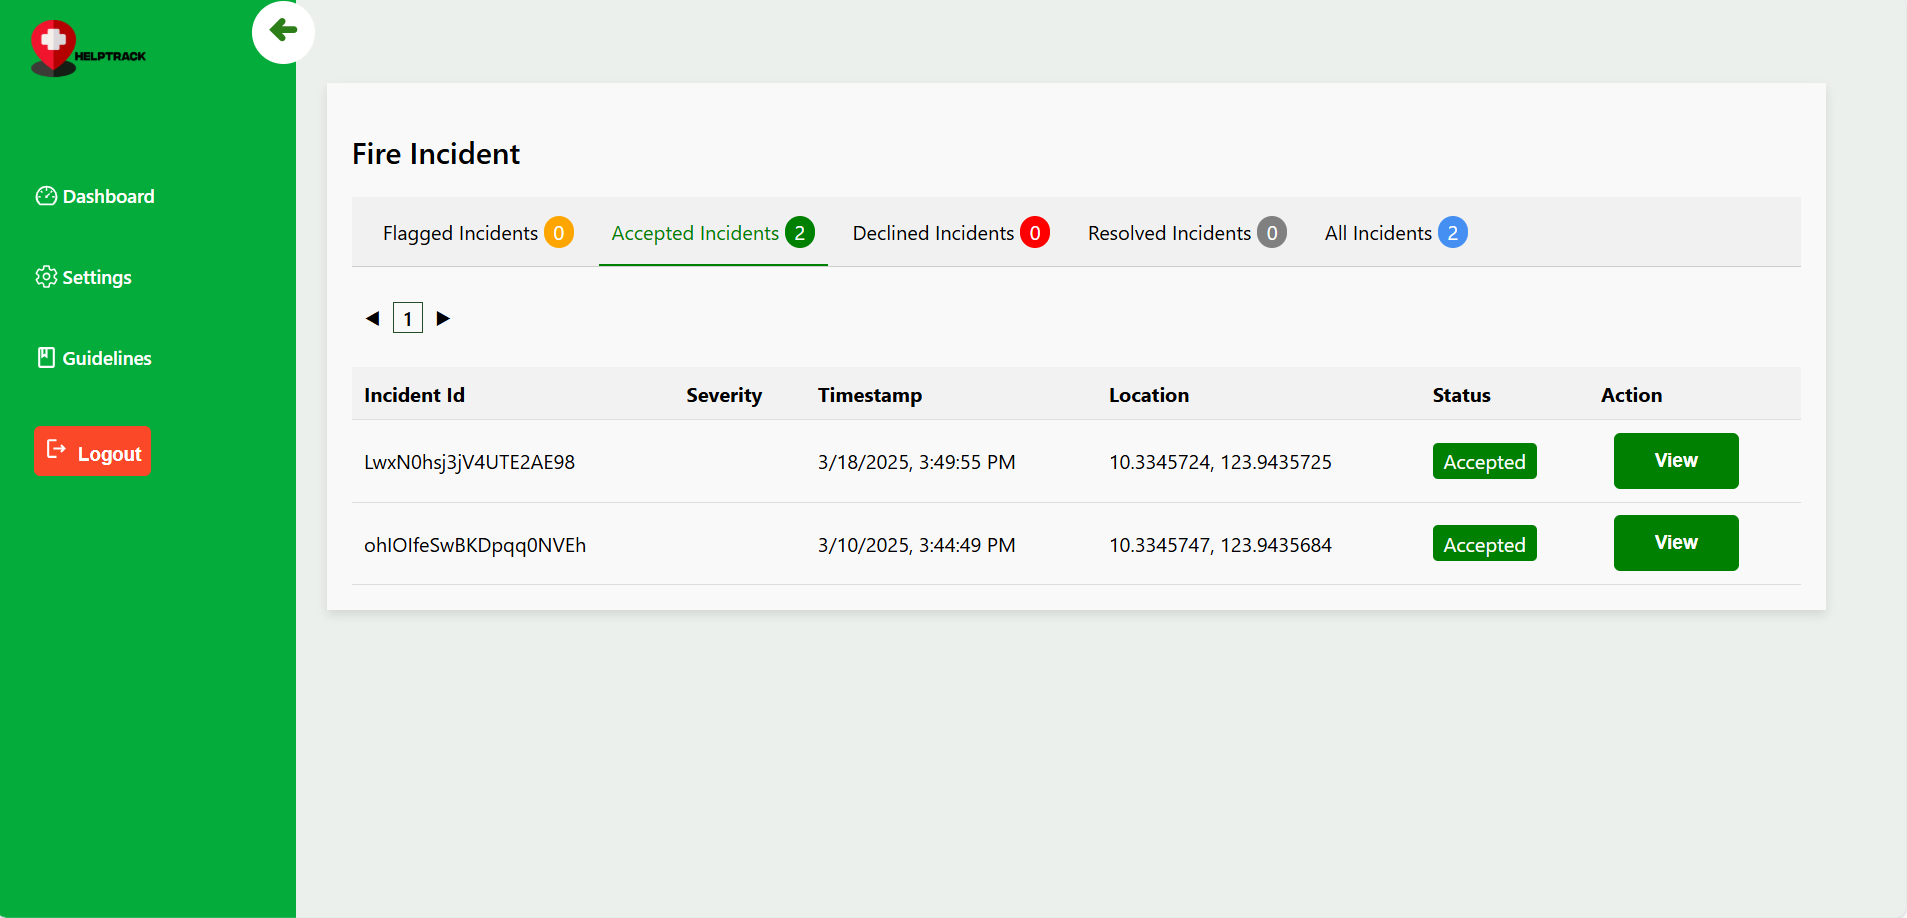 HELPTRACK
Dashboard
Settings
Guidelines
Logout
Fire Incident
Flagged Incidents 0 Accepted Incidents 2 Declined Incidents 0 Resolved Incidents 0 All Incidents 2
1
Incident Id Severity Timestamp Location Status Action
LwxN0hsj3jV4UTE2AE98 3/18/2025, 3:49:55 PM 10.3345724, 123.9435725 Accepted View
ohIOlfeSwBKDpqq0NVEh 3/10/2025, 3:44:49 PM 10.3345747, 123.9435684 Accepted View